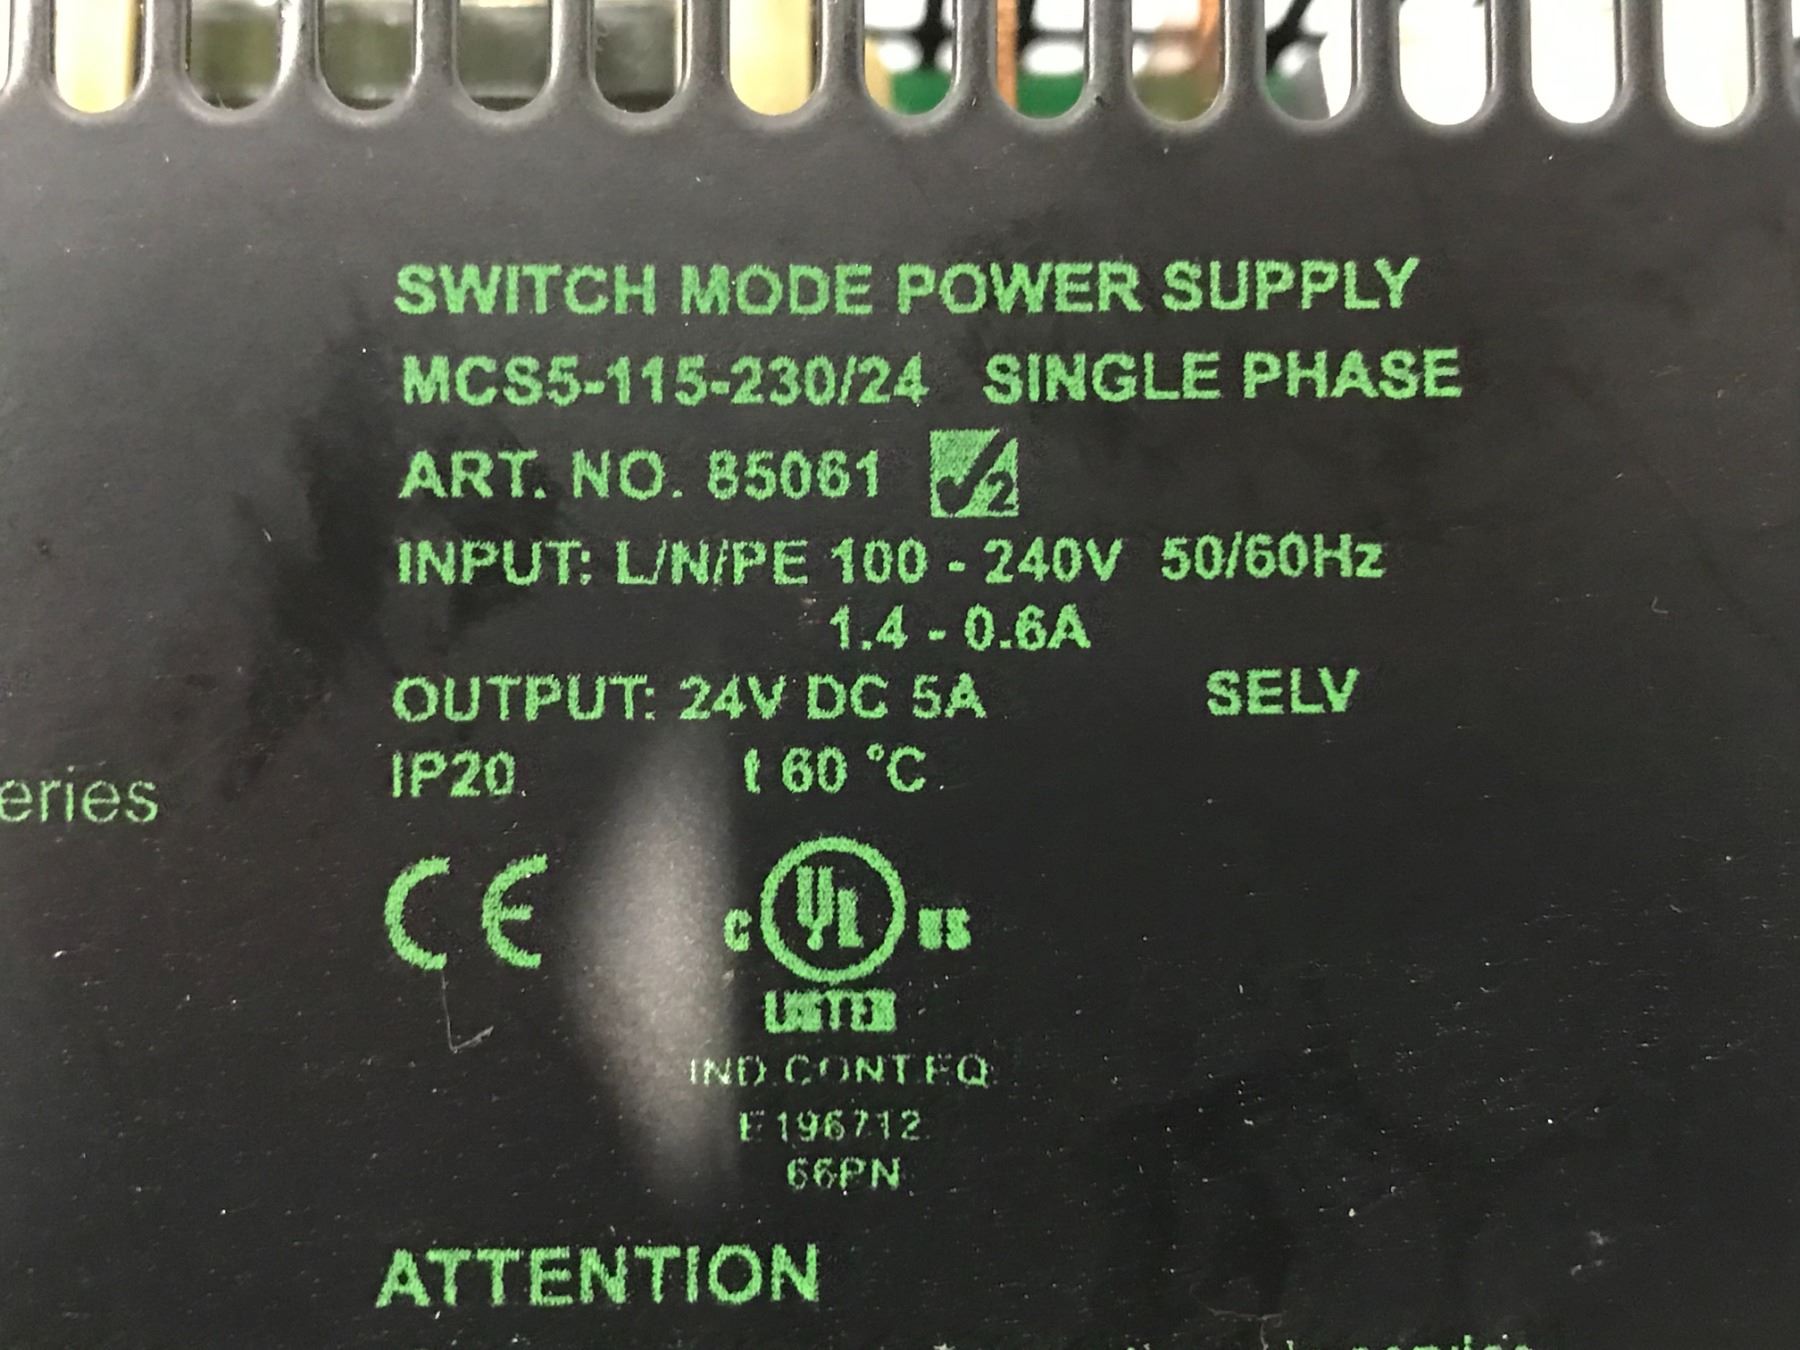 SWITCH MODE POWER SUPPLY
MCS5-115-230/24 SINGLE PHASE
ART. NO. 85061
INPUT: L/N/PE 100 - 240V 50/60Hz
1.4 - 0.6A
OUTPUT: 24V DC 5A SELV
IP20 t 60 °C
eries
CE
C UL US
LISTED
IND.CONT.EQ
E196712
66PN
ATTENTION